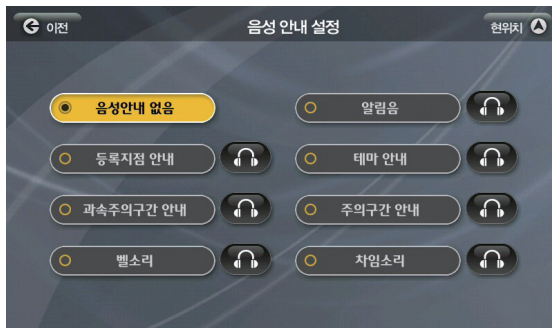 이전
음성 안내 설정
현위치
음성안내 없음
알림음
등록지점 안내
테마 안내
과속주의구간 안내
주의구간 안내
벨소리
차임소리